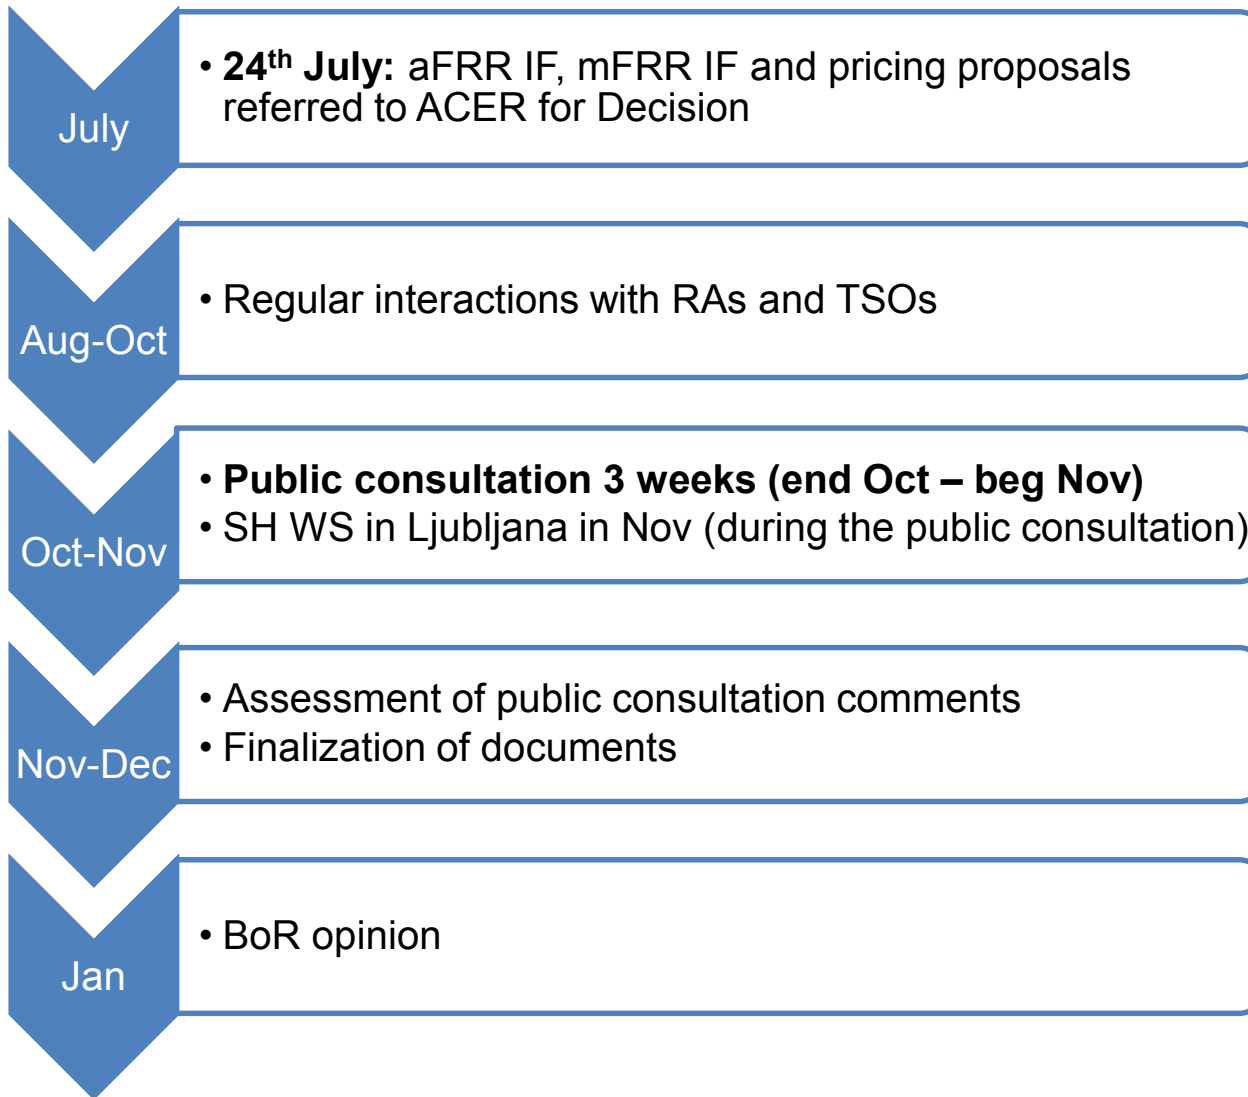 July
• 24th July: aFRR IF, mFRR IF and pricing proposals
referred to ACER for Decision
Aug-Oct
• Regular interactions with RAs and TSOs
Oct-Nov
• Public consultation 3 weeks (end Oct – beg Nov)
• SH WS in Ljubljana in Nov (during the public consultation)
Nov-Dec
• Assessment of public consultation comments
• Finalization of documents
Jan
• BoR opinion